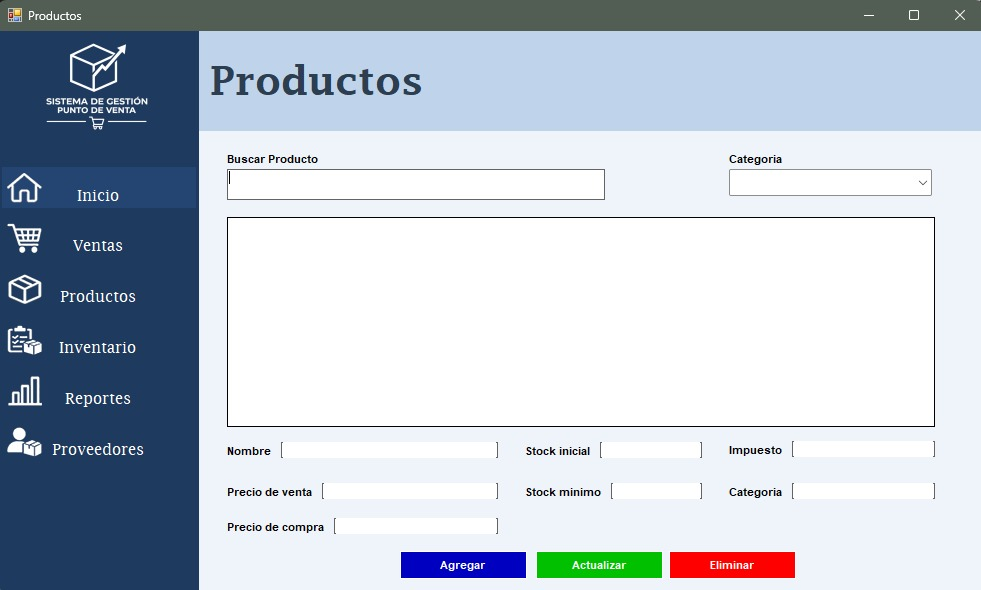 Productos
SISTEMA DE GESTIÓN
PUNTO DE VENTA
Inicio
Ventas
Productos
Inventario
Reportes
Proveedores
Productos
Buscar Producto
Categoria
Nombre
Stock inicial
Impuesto
Precio de venta
Stock minimo
Categoria
Precio de compra
Agregar
Actualizar
Eliminar